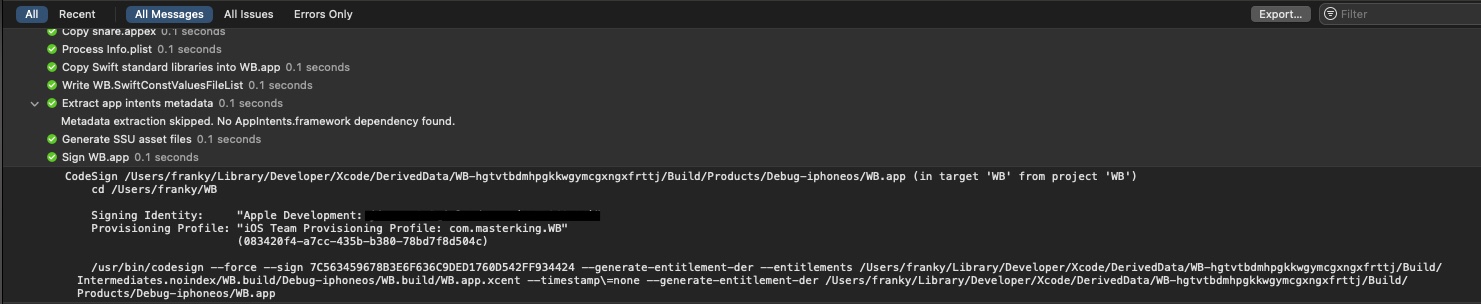 All Recent All Messages All Issues Errors Only Export... Filter
Copy share.appex 0.1 seconds
Process Info.plist 0.1 seconds
Copy Swift standard libraries into WB.app 0.1 seconds
Write WB.SwiftConstValuesFileList 0.1 seconds
Extract app intents metadata 0.1 seconds
Metadata extraction skipped. No AppIntents.framework dependency found.
Generate SSU asset files 0.1 seconds
Sign WB.app 0.1 seconds
CodeSign /Users/franky/Library/Developer/Xcode/DerivedData/WB-hgtvtbdmhpgkkwgymcgxngxfrttj/Build/Products/Debug-iphoneos/WB.app (in target 'WB' from project 'WB')
cd /Users/franky/WB
Signing Identity: "Apple Development:
Provisioning Profile: "iOS Team Provisioning Profile: com.masterking.WB"
(083420f4-a7cc-435b-b380-78bd7f8d504c)
/usr/bin/codesign --force --sign 7C563459678B3E6F636C9DED1760D542FF934424 --generate-entitlement-der --entitlements /Users/franky/Library/Developer/Xcode/DerivedData/WB-hgtvtbdmhpgkkwgymcgxngxfrttj/Build/
Intermediates.noindex/WB.build/Debug-iphoneos/WB.build/WB.app.xcent --timestamp\=none --generate-entitlement-der /Users/franky/Library/Developer/Xcode/DerivedData/WB-hgtvtbdmhpgkkwgymcgxngxfrttj/Build/
Products/Debug-iphoneos/WB.app